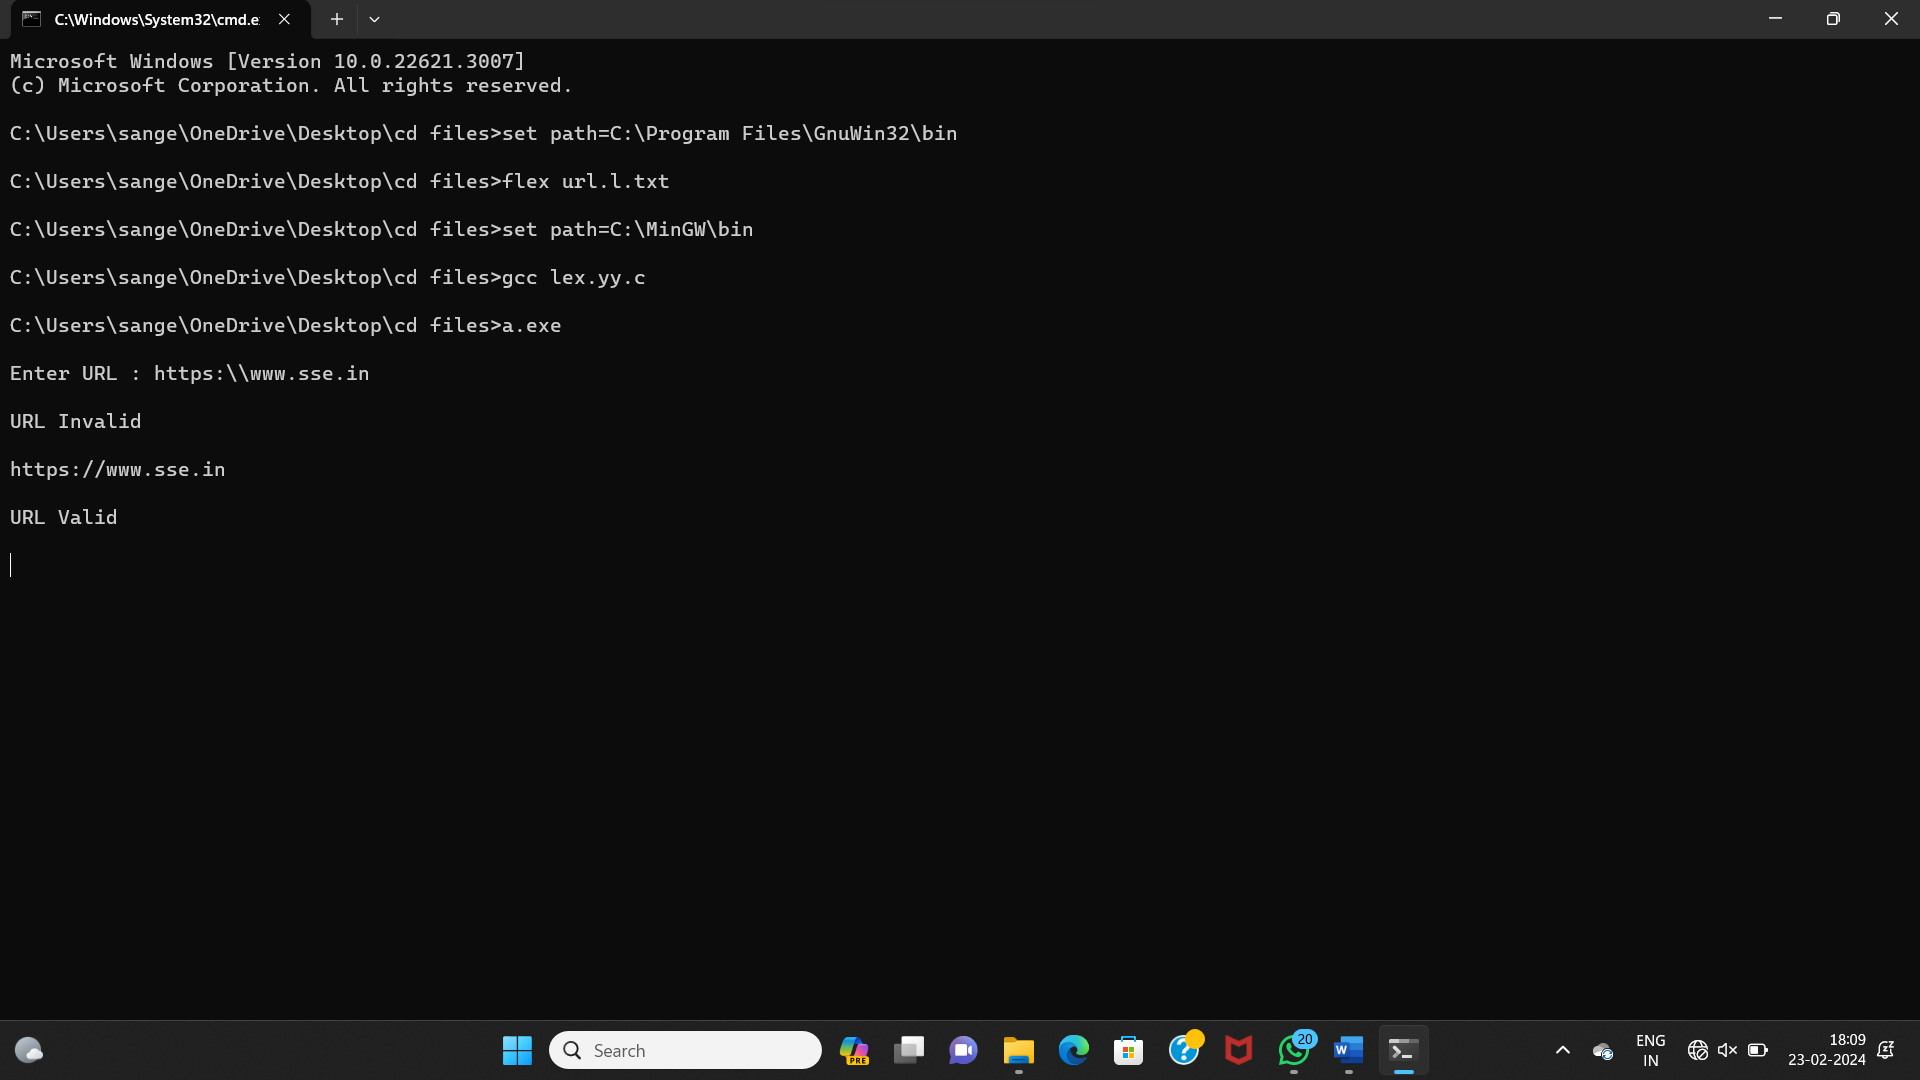 C:\Windows\System32\cmd.e
Microsoft Windows [Version 10.0.22621.3007]
(c) Microsoft Corporation. All rights reserved.
C:\Users\sange\OneDrive\Desktop\cd files>set path=C:\Program Files\GnuWin32\bin
C:\Users\sange\OneDrive\Desktop\cd files>flex url.l.txt
C:\Users\sange\OneDrive\Desktop\cd files>set path=C:\MinGW\bin
C:\Users\sange\OneDrive\Desktop\cd files>gcc lex.yy.c
C:\Users\sange\OneDrive\Desktop\cd files>a.exe
Enter URL : https:\\www.sse.in
URL Invalid
https://www.sse.in
URL Valid
Search
PRE
20
W
ENG
IN
18:09
23-02-2024